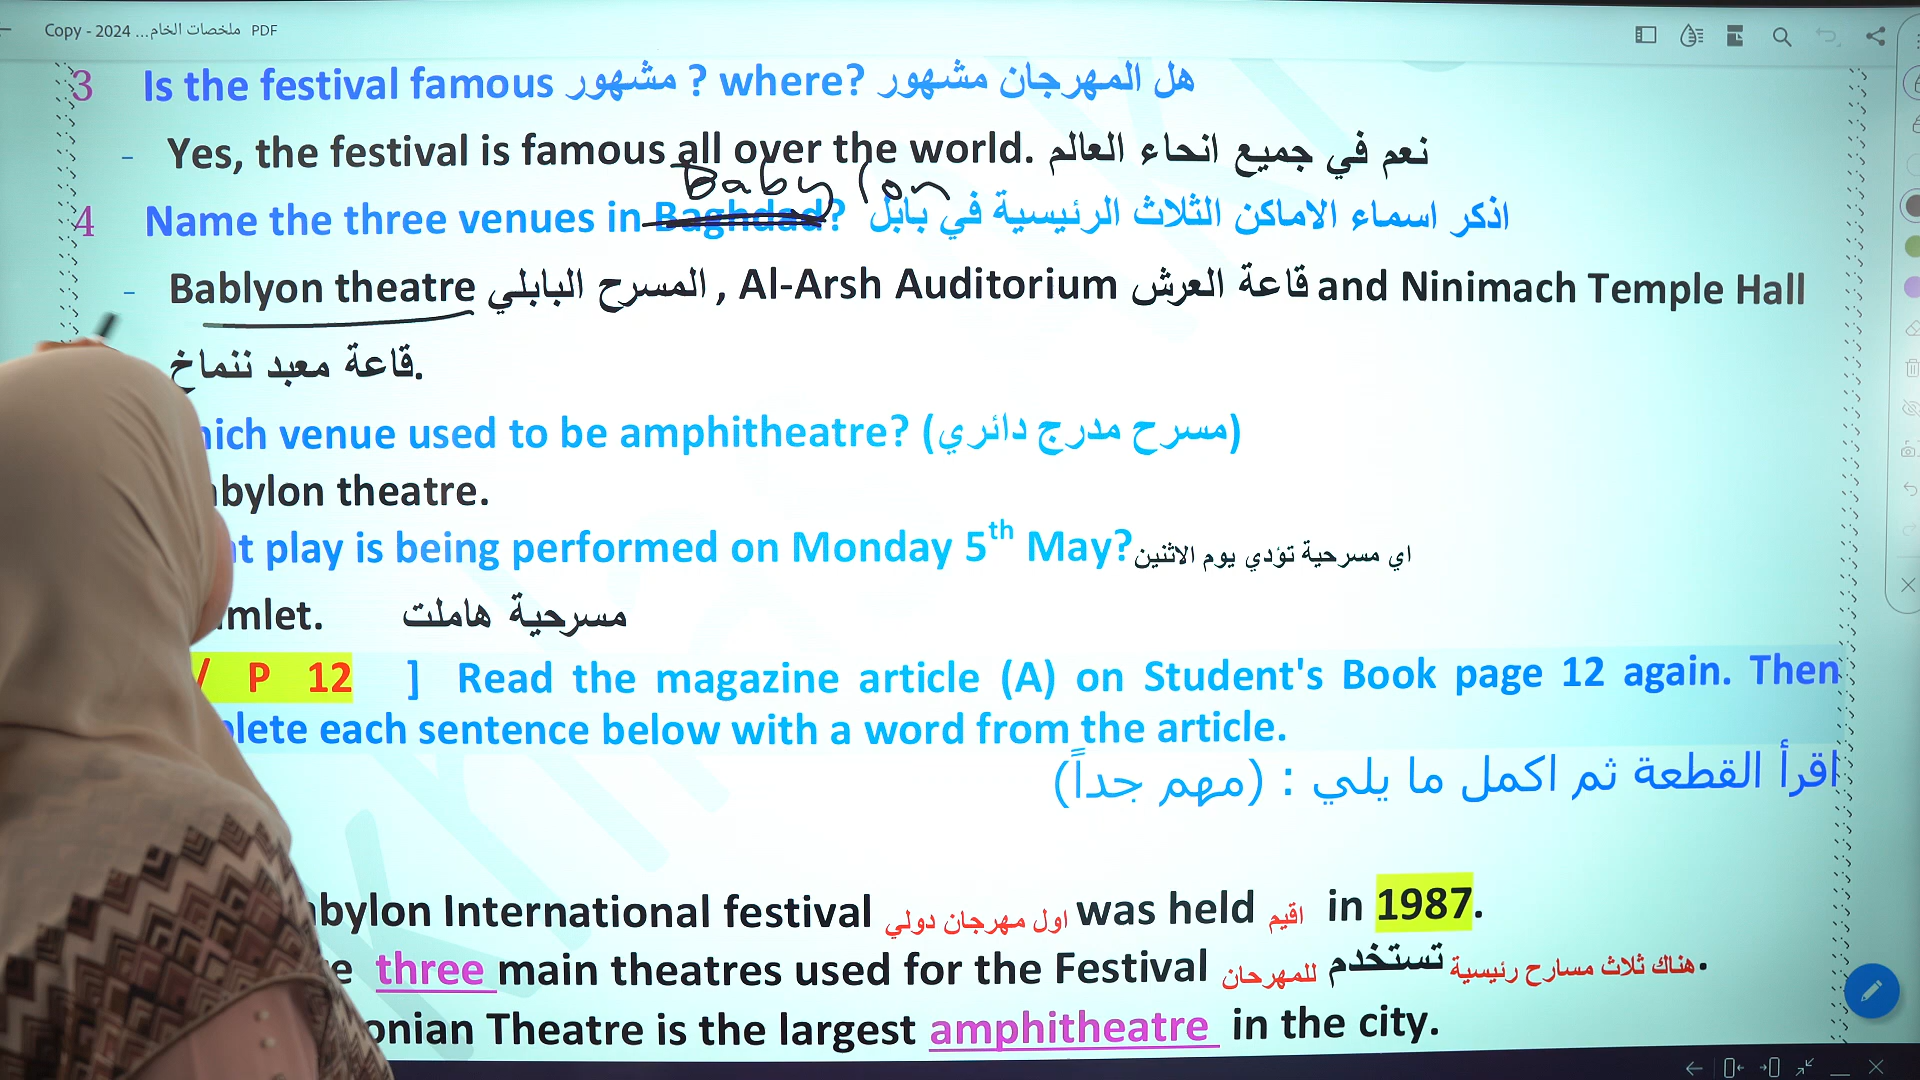 Copy - 2024 ...ملخصات الخام PDF
3 Is the festival famous مشهور ? where? هل المهرجان مشهور
- Yes, the festival is famous all over the world. نعم في جميع انحاء العالم
Babylon
4 Name the three venues in Baghdad? اذكر اسماء الاماكن الثلاث الرئيسية في بابل
- Bablyon theatre المسرح البابلي , Al-Arsh Auditorium قاعة العرش and Ninimach Temple Hall
قاعة معبد ننماخ.
hich venue used to be amphitheatre? (مسرح مدرج دائري)
abylon theatre.
at play is being performed on Monday 5th May? اي مسرحية تؤدي يوم الاثنين
mlet. مسرحية هاملت
/ P 12 ] Read the magazine article (A) on Student's Book page 12 again. Then
plete each sentence below with a word from the article.
اقرأ القطعة ثم اكمل ما يلي : (مهم جداً)
abylon International festival اول مهرجان دولي was held اقيم in 1987.
e three main theatres used for the Festival هناك ثلاث مسارح رئيسية تستخدم للمهرحان.
onian Theatre is the largest amphitheatre in the city.